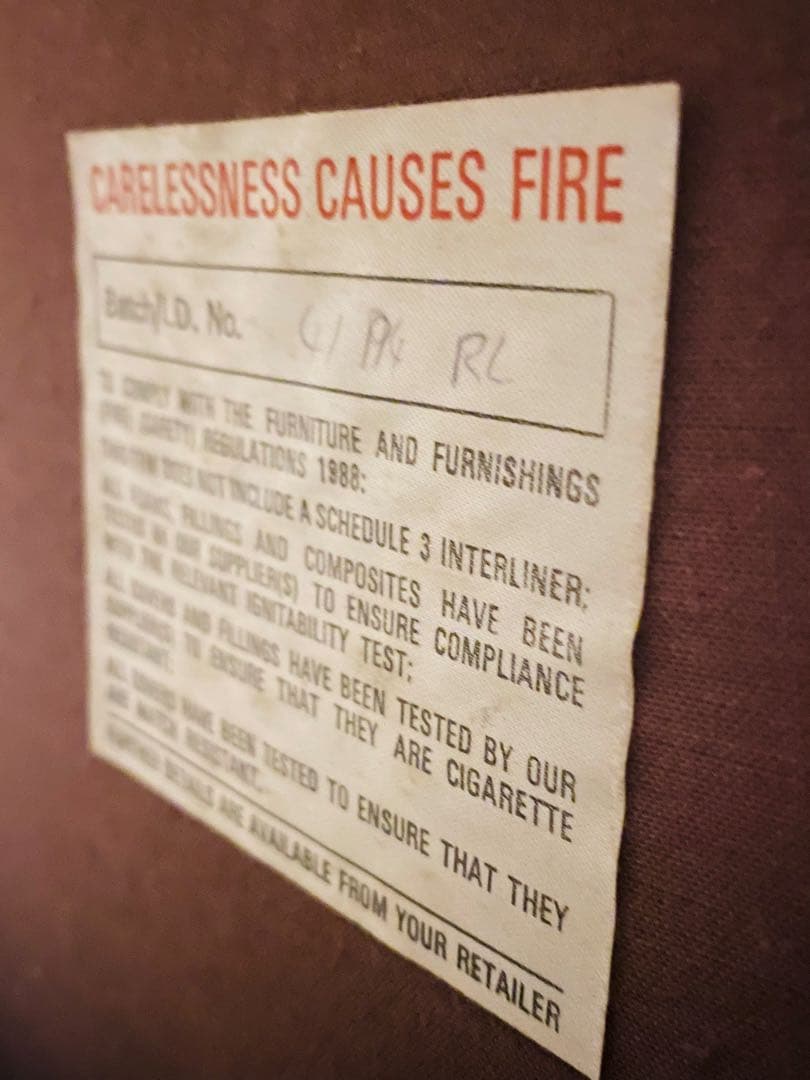 CARELESSNESS CAUSES FIRE
Batch/I.D. No. RL
TO COMPLY WITH THE FURNITURE AND FURNISHINGS
(FIRE) (SAFETY) REGULATIONS 1988:
THIS ITEM DOES NOT INCLUDE A SCHEDULE 3 INTERLINER;
ALL FOAMS, FILLINGS AND COMPOSITES HAVE BEEN
TESTED BY OUR SUPPLIER(S) TO ENSURE COMPLIANCE
WITH THE RELEVANT IGNITABILITY TEST;
ALL COVERS AND FILLINGS HAVE BEEN TESTED BY OUR
SUPPLIER(S) TO ENSURE THAT THEY ARE CIGARETTE
RESISTANT;
ALL COVERS HAVE BEEN TESTED TO ENSURE THAT THEY
ARE MATCH RESISTANT.
FURTHER DETAILS ARE AVAILABLE FROM YOUR RETAILER